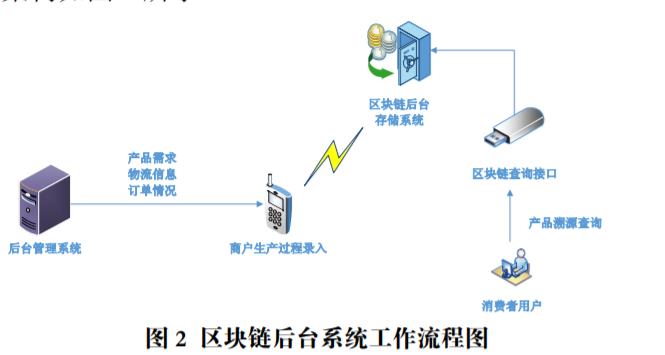 区块链后台
存储系统
区块链查询接口
产品需求
物流信息
订单情况
产品溯源查询
后台管理系统
商户生产过程录入
消费者用户
图 2 区块链后台系统工作流程图